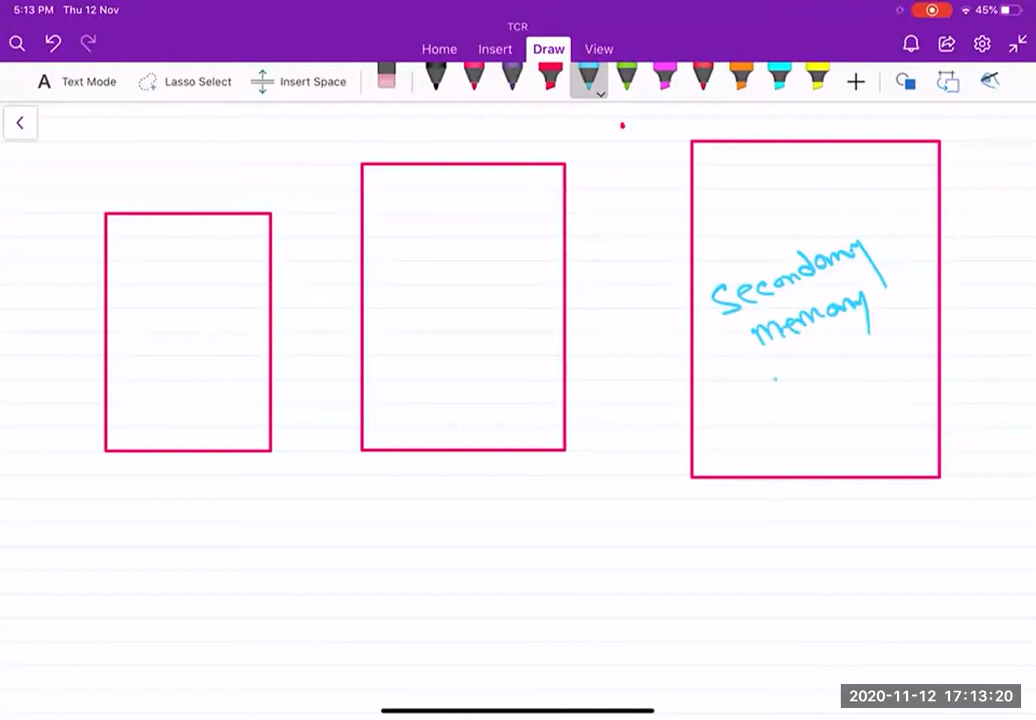 5:13 PM Thu 12 Nov
45%
TCR
Home Insert Draw View
A Text Mode Lasso Select Insert Space
Secondary
memory
2020-11-12 17:13:20